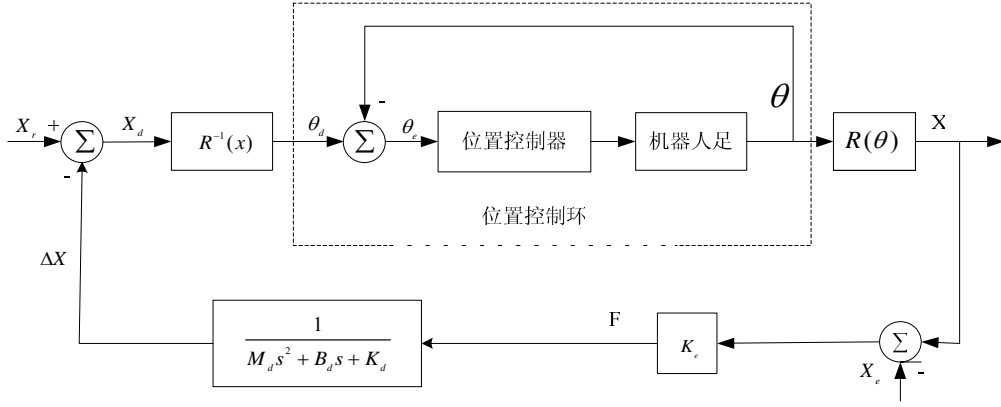 -
θ
X_r + Σ - X_d R^{-1}(x) θ_d Σ θ_e 位置控制器 机器人足 R(θ) X
位置控制环
ΔX
\frac{1}{M_d s^2 + B_d s + K_d} F K_e Σ X_e -